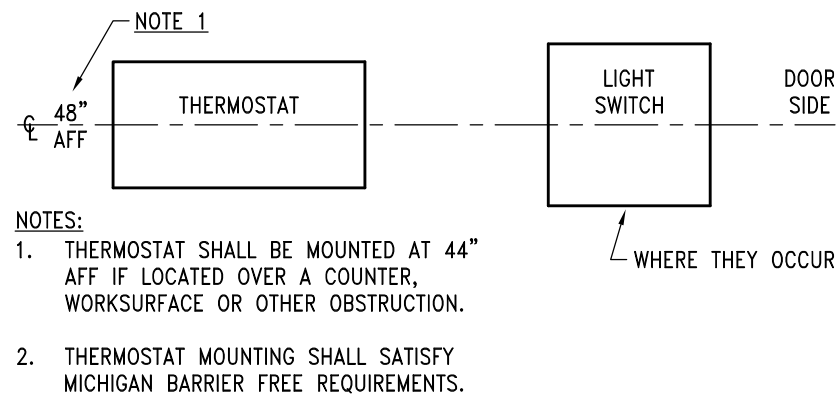 NOTE 1
THERMOSTAT
LIGHT
SWITCH
DOOR
SIDE
℄ 48”
AFF
NOTES:
1. THERMOSTAT SHALL BE MOUNTED AT 44”
AFF IF LOCATED OVER A COUNTER,
WORKSURFACE OR OTHER OBSTRUCTION.
WHERE THEY OCCUR
2. THERMOSTAT MOUNTING SHALL SATISFY
MICHIGAN BARRIER FREE REQUIREMENTS.